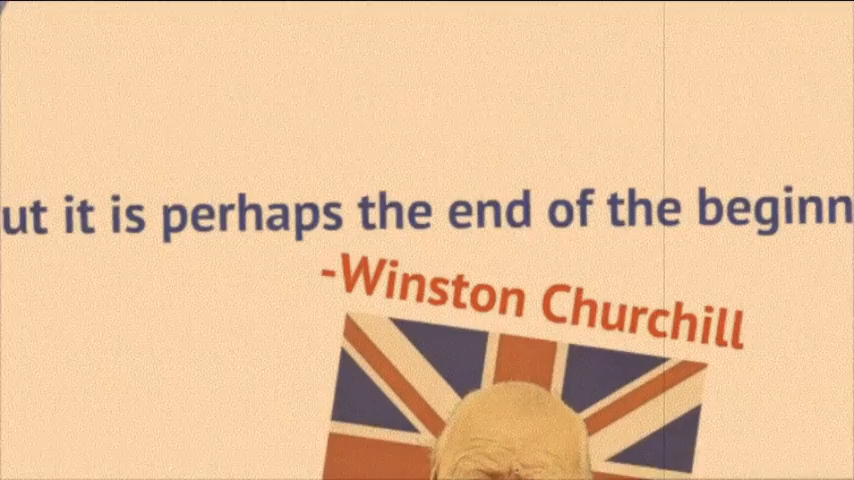 ut it is perhaps the end of the beginn
-Winston Churchill